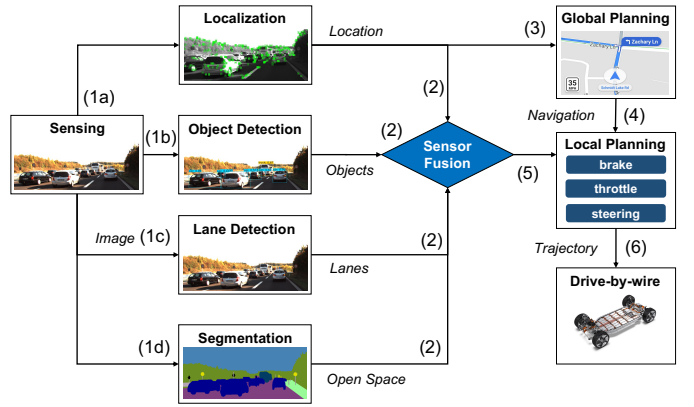 Localization
Location
(3)
Global Planning
Zachary Ln
Zachary Ln
35
MPH
Schmidt Lake Rd
(1a)
(2)
Navigation
(4)
Sensing
(1b)
Object Detection
(2)
Sensor
Fusion
Objects
(5)
Local Planning
brake
throttle
steering
Image
(1c)
Lane Detection
(2)
Lanes
Trajectory
(6)
Drive-by-wire
(1d)
Segmentation
(2)
Open Space